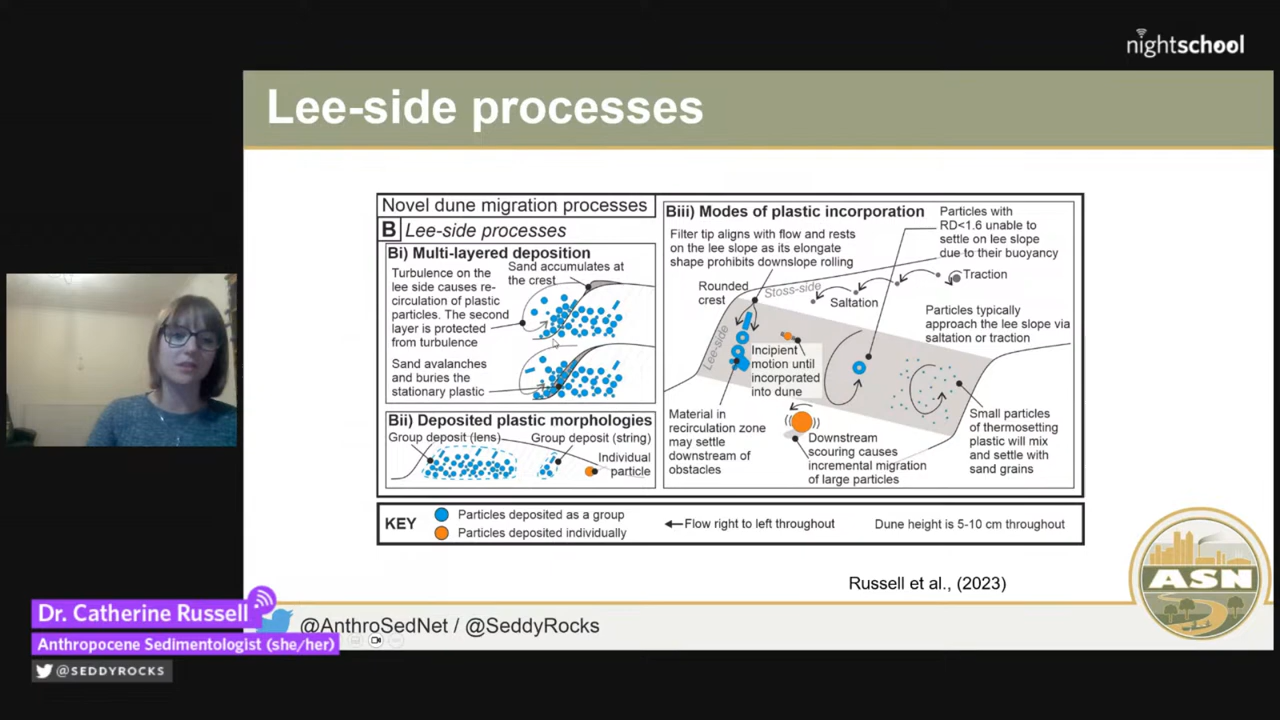 nightschool
Lee-side processes
Novel dune migration processes
B Lee-side processes
Bi) Multi-layered deposition
Turbulence on the
lee side causes re-
circulation of plastic
particles. The second
layer is protected
from turbulence
Sand accumulates at
the crest
Sand avalanches
and buries the
stationary plastic
Bii) Deposited plastic morphologies
Group deposit (lens)
Group deposit (string)
Individual
particle
Biii) Modes of plastic incorporation
Filter tip aligns with flow and rests
on the lee slope as its elongate
shape prohibits downslope rolling
Particles with
RD<1.6 unable to
settle on lee slope
due to their buoyancy
Rounded
crest
Stoss-side
Traction
Saltation
Lee-side
Particles typically
approach the lee slope via
saltation or traction
Incipient
motion until
incorporated
into dune
Material in
recirculation zone
may settle
downstream of
obstacles
Downstream
scouring causes
incremental migration
of large particles
Small particles
of thermosetting
plastic will mix
and settle with
sand grains
KEY
Particles deposited as a group
Particles deposited individually
Flow right to left throughout
Dune height is 5-10 cm throughout
Russell et al., (2023)
ASN
Dr. Catherine Russell
@AnthroSedNet / @SeddyRocks
Anthropocene Sedimentologist (she/her)
@SEDDYROCKS